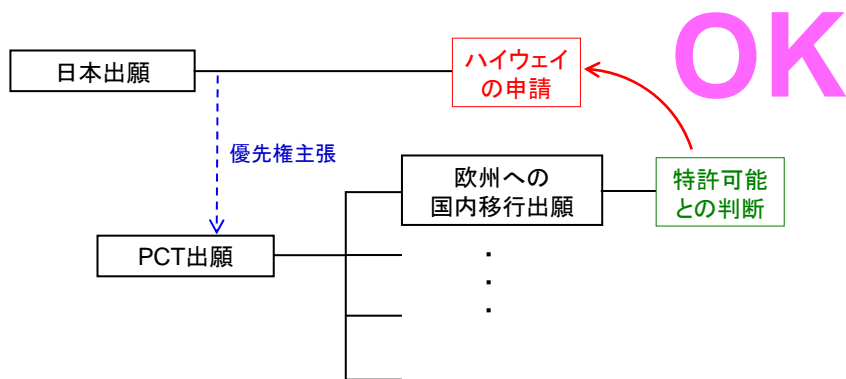 OK
日本出願
ハイウェイ
の申請
優先権主張
欧州への
国内移行出願
特許可能
との判断
PCT出願
・
・
・